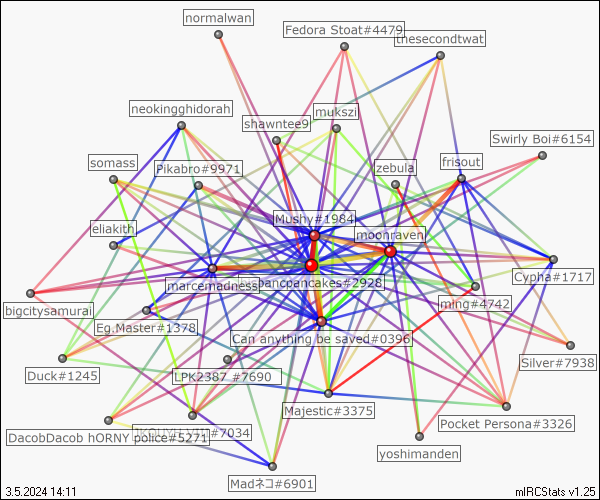 normalwan
Fedora Stoat#4479
thesecondtwat
neokingghidorah
mukszi
shawntee9
Swirly Boi#6154
somass
Pikabro#9971
zebula
frisout
Mushy#1984
eliakith
moonraven
Cypha#1717
marcemadness
bancpancakes#2928
bigcitysamurai
ming#4742
Eg.Master#1378
Can anything be saved#0396
Silver#7938
Duck#1245
LPK2387 #7690
Majestic#3375
Pocket Persona#3326
DacobDacob hORNY police#5271
#7034
yoshimanden
Madネコ#6901
3.5.2024 14:11
mIRCStats v1.25